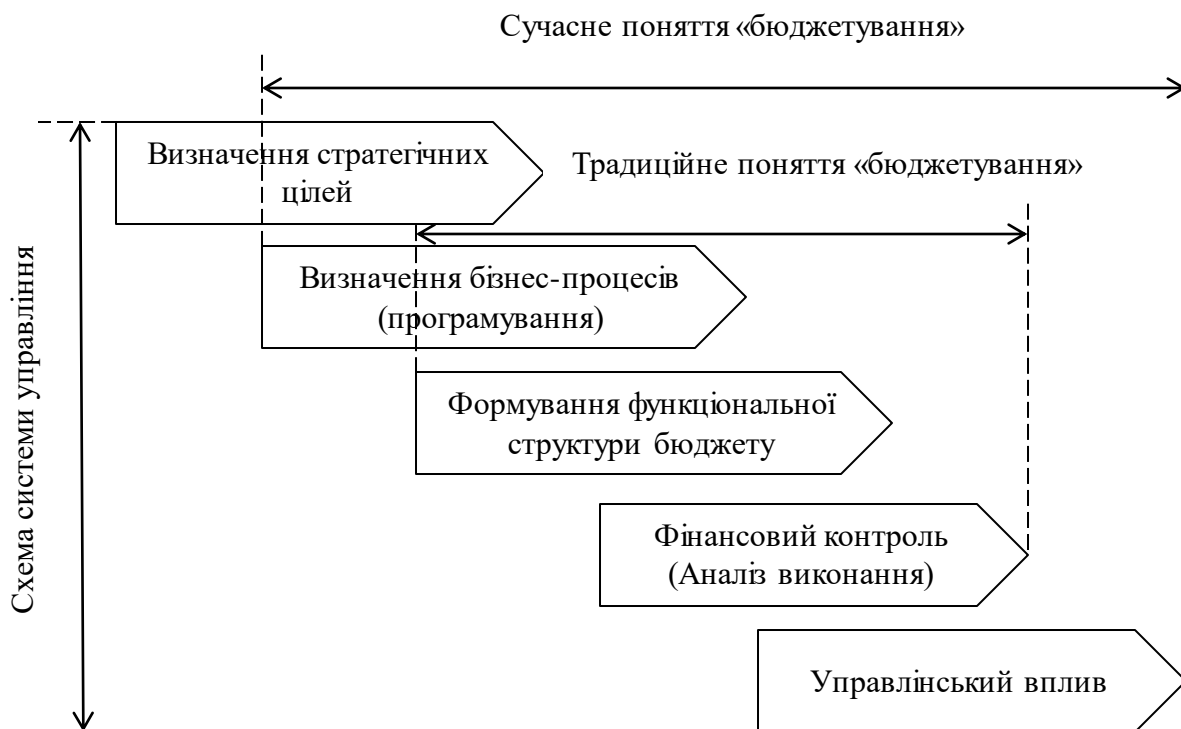 Сучасне поняття «бюджетування»
Визначення стратегічних
цілей
Традиційне поняття «бюджетування»
Визначення бізнес-процесів
(програмування)
Формування функціональної
структури бюджету
Фінансовий контроль
(Аналіз виконання)
Управлінський вплив
Схема системи управління